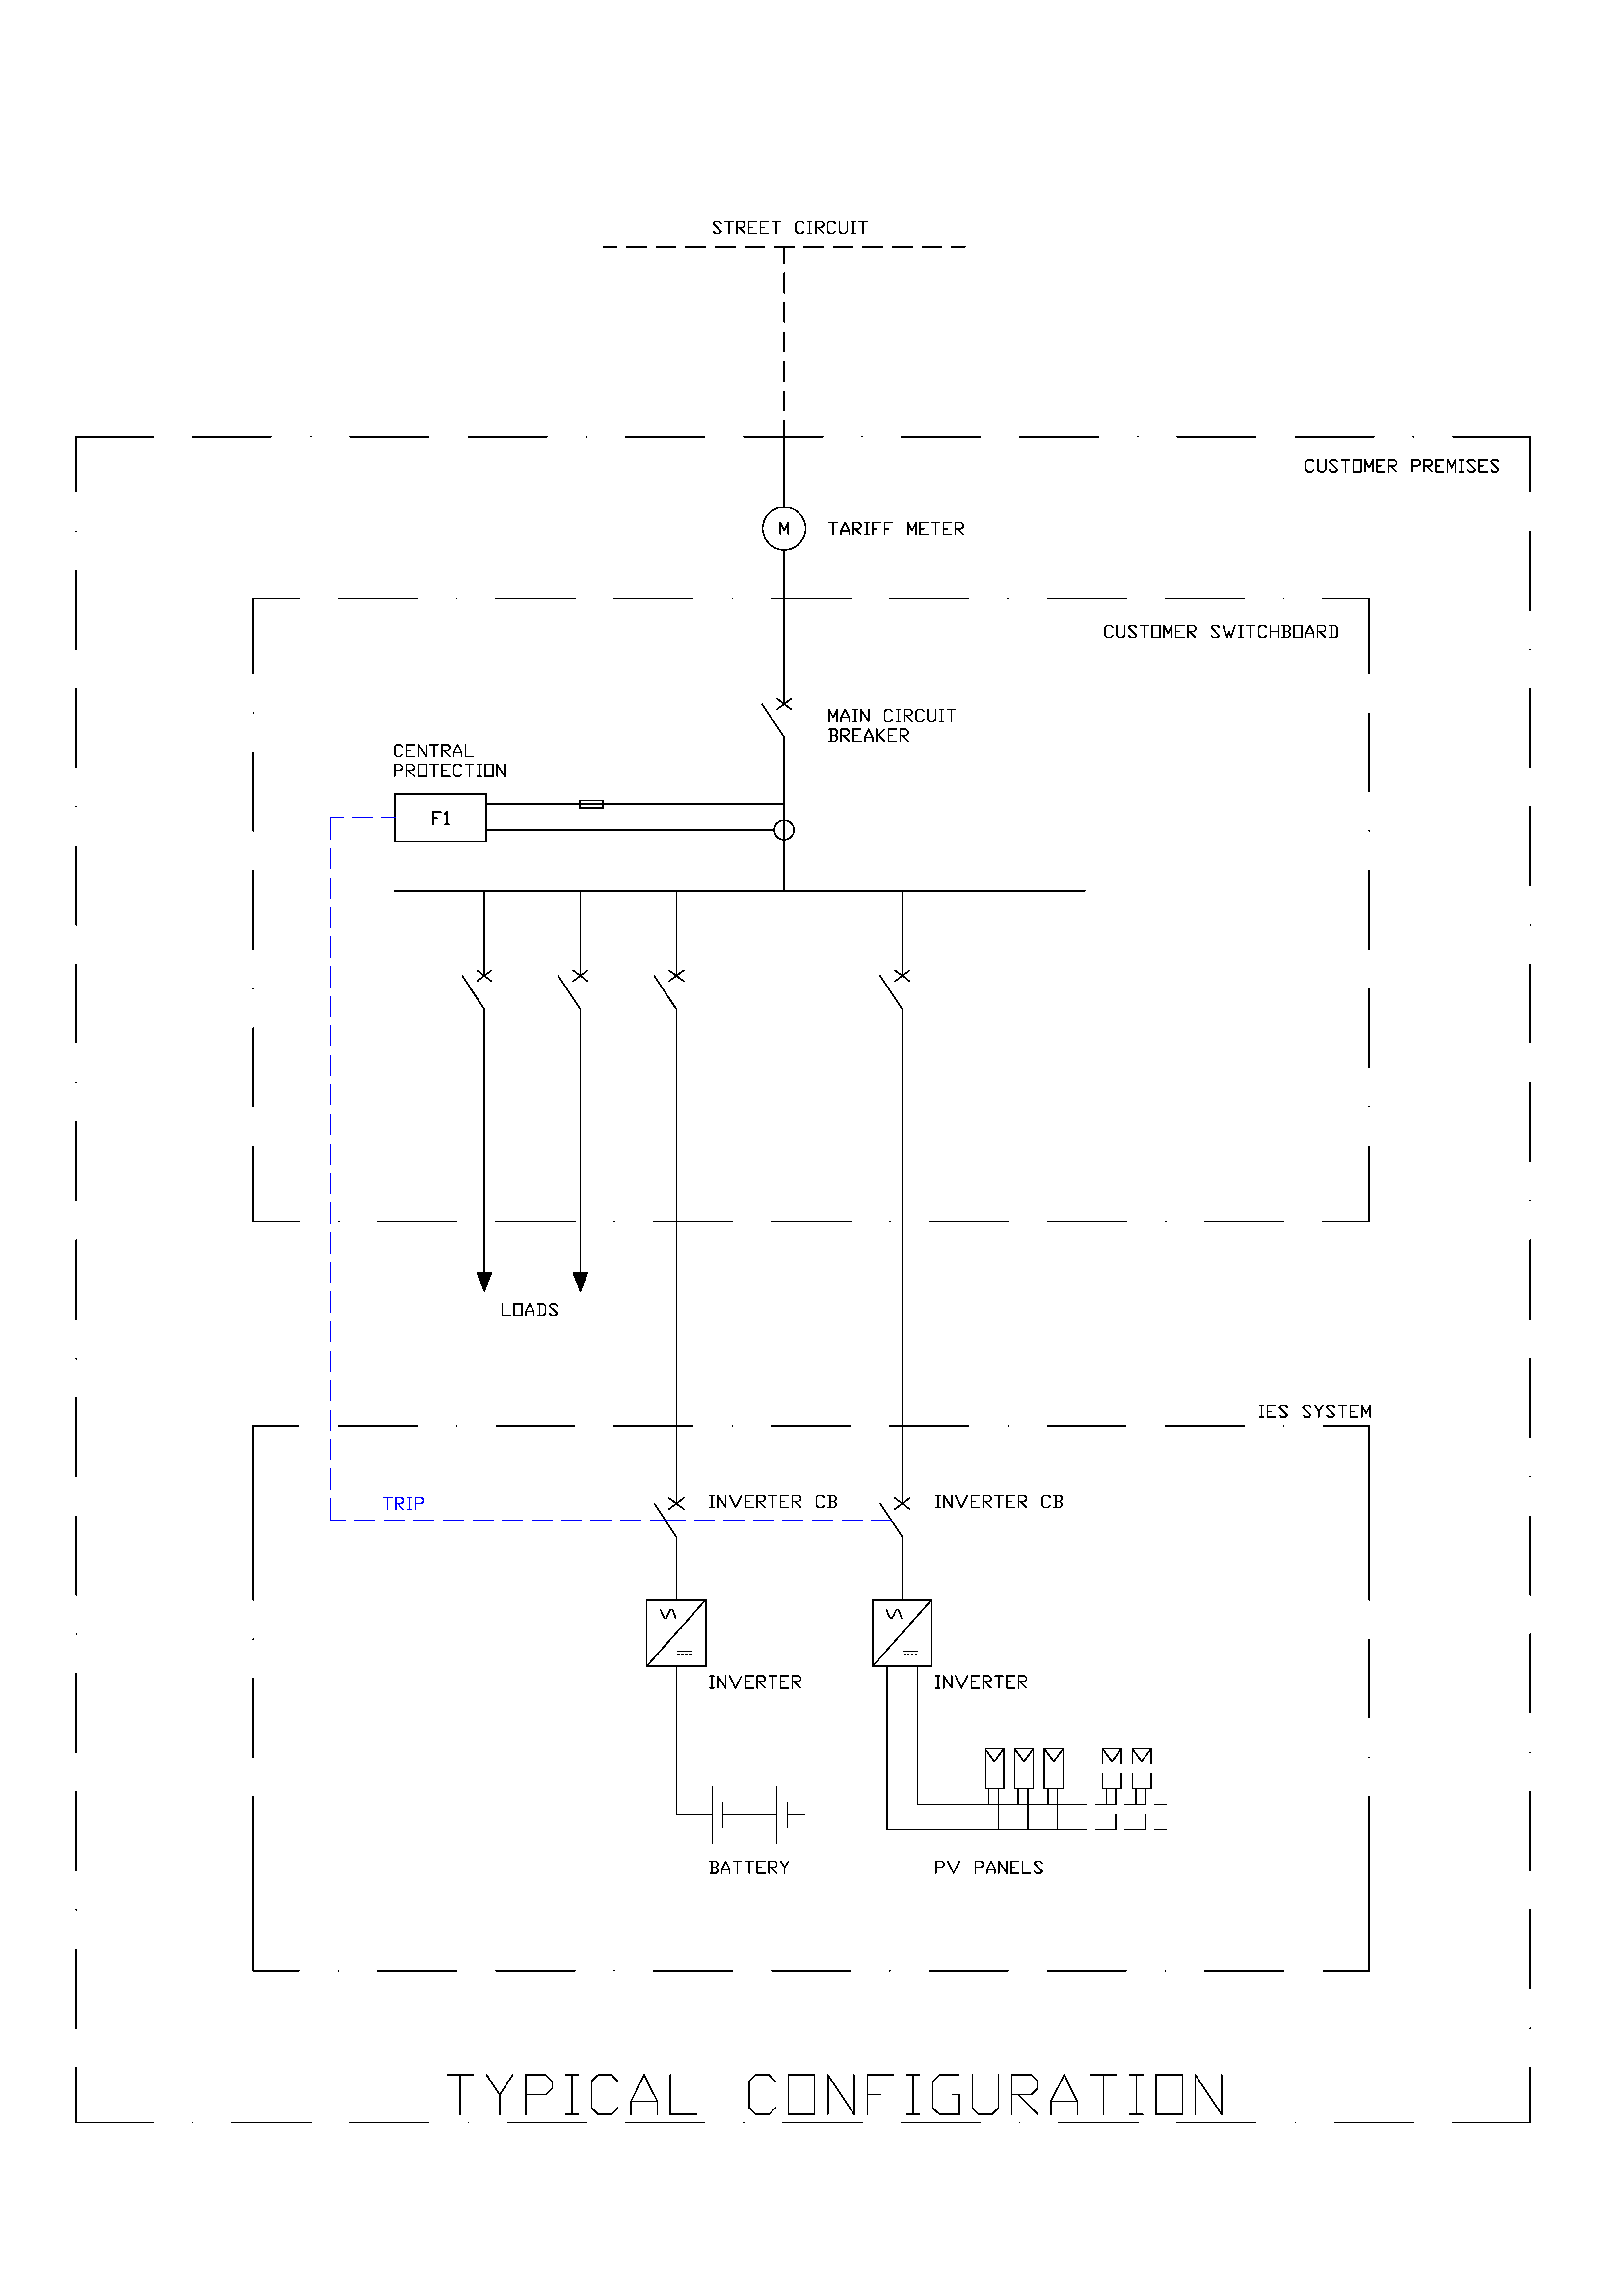 STREET CIRCUIT
CUSTOMER PREMISES
M
TARIFF METER
CUSTOMER SWITCHBOARD
MAIN CIRCUIT
BREAKER
CENTRAL
PROTECTION
F1
LOADS
IES SYSTEM
TRIP
INVERTER CB
INVERTER CB
INVERTER
INVERTER
BATTERY
PV PANELS
TYPICAL CONFIGURATION